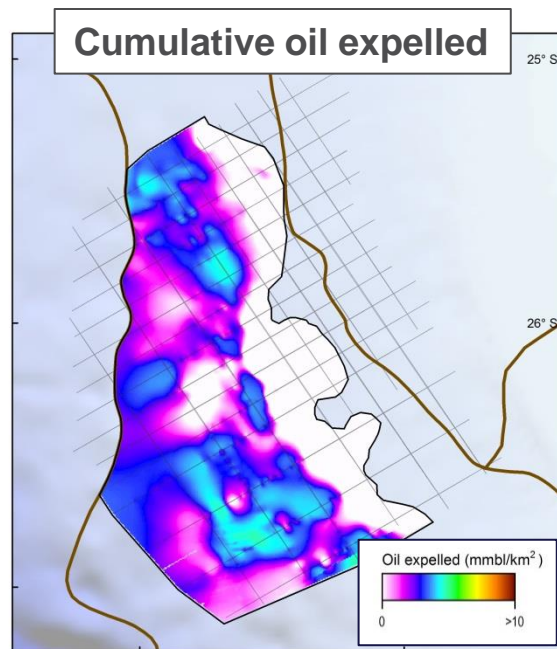 Cumulative oil expelled
25° S
26° S
Oil expelled (mmbl/km²)
0 >10